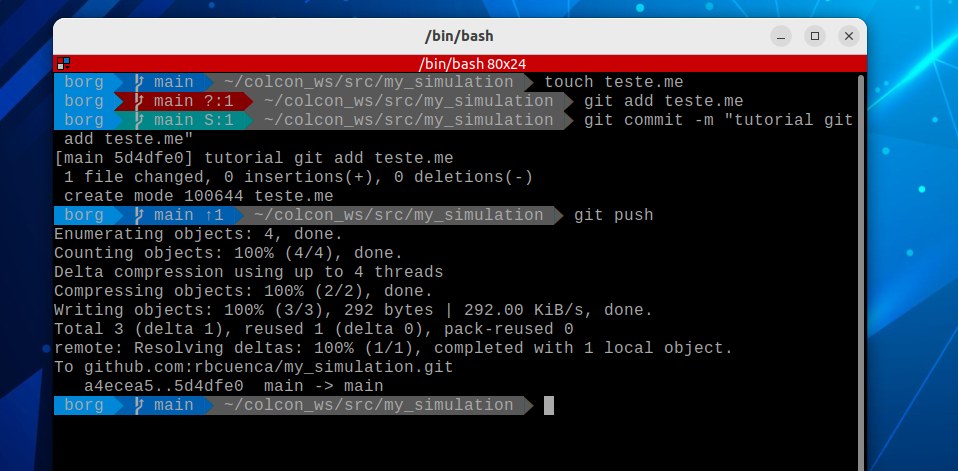 /bin/bash
/bin/bash 80x24
borg main ~/colcon_ws/src/my_simulation touch teste.me
borg main ?:1 ~/colcon_ws/src/my_simulation git add teste.me
borg main S:1 ~/colcon_ws/src/my_simulation git commit -m "tutorial git
add teste.me"
[main 5d4dfe0] tutorial git add teste.me
1 file changed, 0 insertions(+), 0 deletions(-)
create mode 100644 teste.me
borg main ↑1 ~/colcon_ws/src/my_simulation git push
Enumerating objects: 4, done.
Counting objects: 100% (4/4), done.
Delta compression using up to 4 threads
Compressing objects: 100% (2/2), done.
Writing objects: 100% (3/3), 292 bytes | 292.00 KiB/s, done.
Total 3 (delta 1), reused 1 (delta 0), pack-reused 0
remote: Resolving deltas: 100% (1/1), completed with 1 local object.
To github.com:rbcuenca/my_simulation.git
a4ecea5..5d4dfe0 main -> main
borg main ~/colcon_ws/src/my_simulation